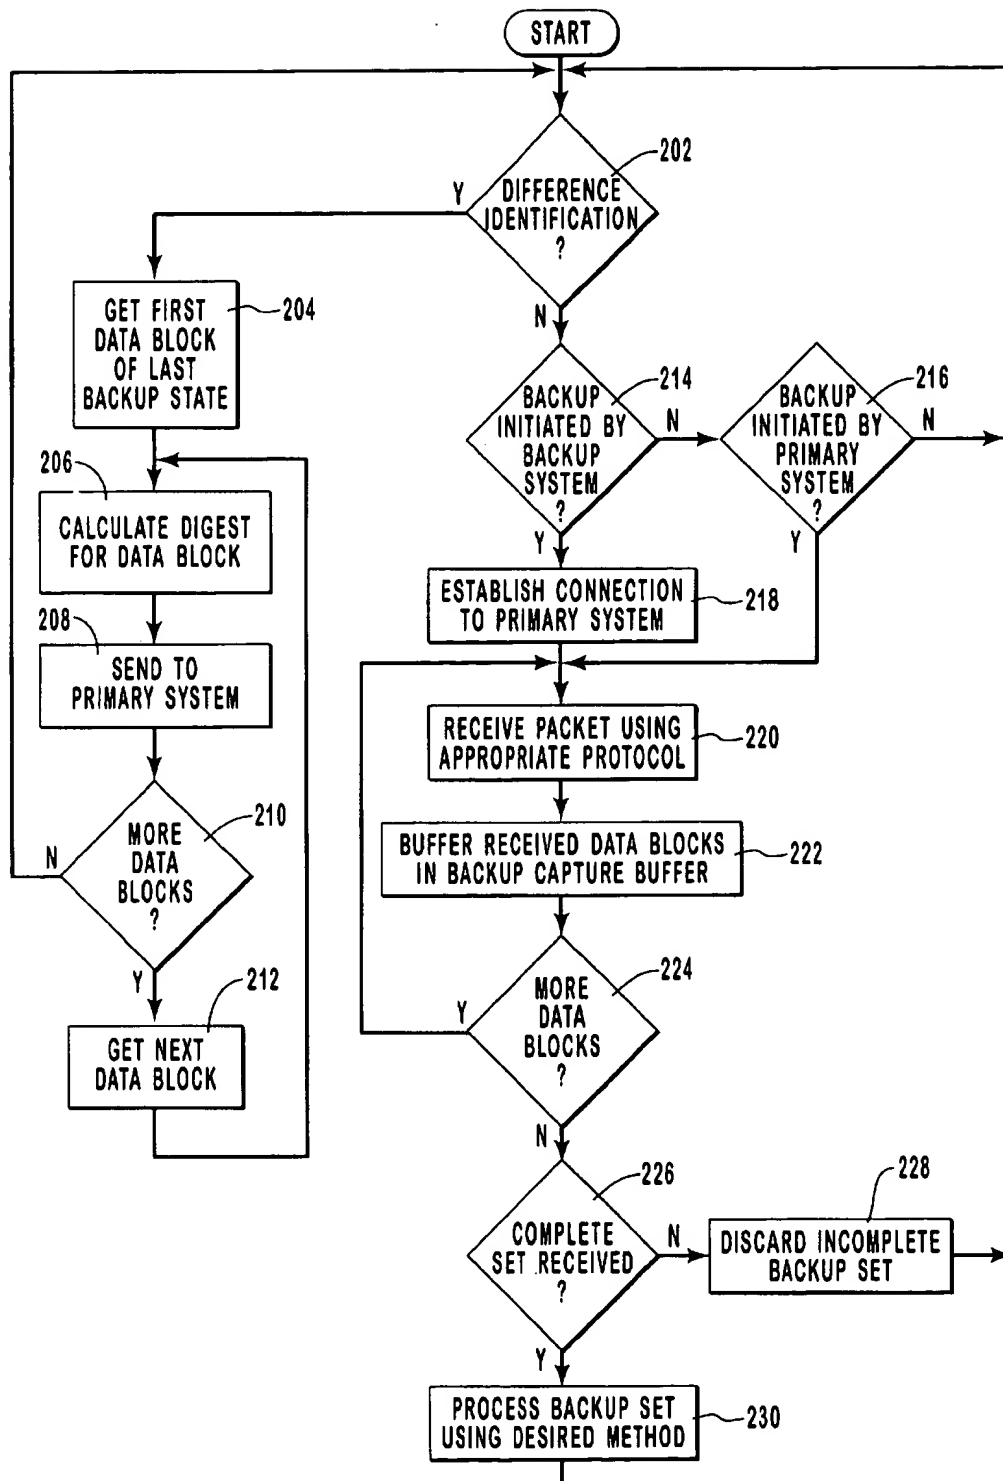 START
202
DIFFERENCE
IDENTIFICATION
?
Y
N
GET FIRST
DATA BLOCK
OF LAST
BACKUP STATE
204
206
CALCULATE DIGEST
FOR DATA BLOCK
208
SEND TO
PRIMARY SYSTEM
210
MORE
DATA
BLOCKS
?
N
Y
212
GET NEXT
DATA BLOCK
214
BACKUP
INITIATED BY
BACKUP
SYSTEM
?
N
Y
216
BACKUP
INITIATED BY
PRIMARY
SYSTEM
?
N
Y
ESTABLISH CONNECTION
TO PRIMARY SYSTEM
218
RECEIVE PACKET USING
APPROPRIATE PROTOCOL
220
BUFFER RECEIVED DATA BLOCKS
IN BACKUP CAPTURE BUFFER
222
224
MORE
DATA
BLOCKS
?
Y
N
226
COMPLETE
SET RECEIVED
?
N
Y
228
DISCARD INCOMPLETE
BACKUP SET
PROCESS BACKUP SET
USING DESIRED METHOD
230